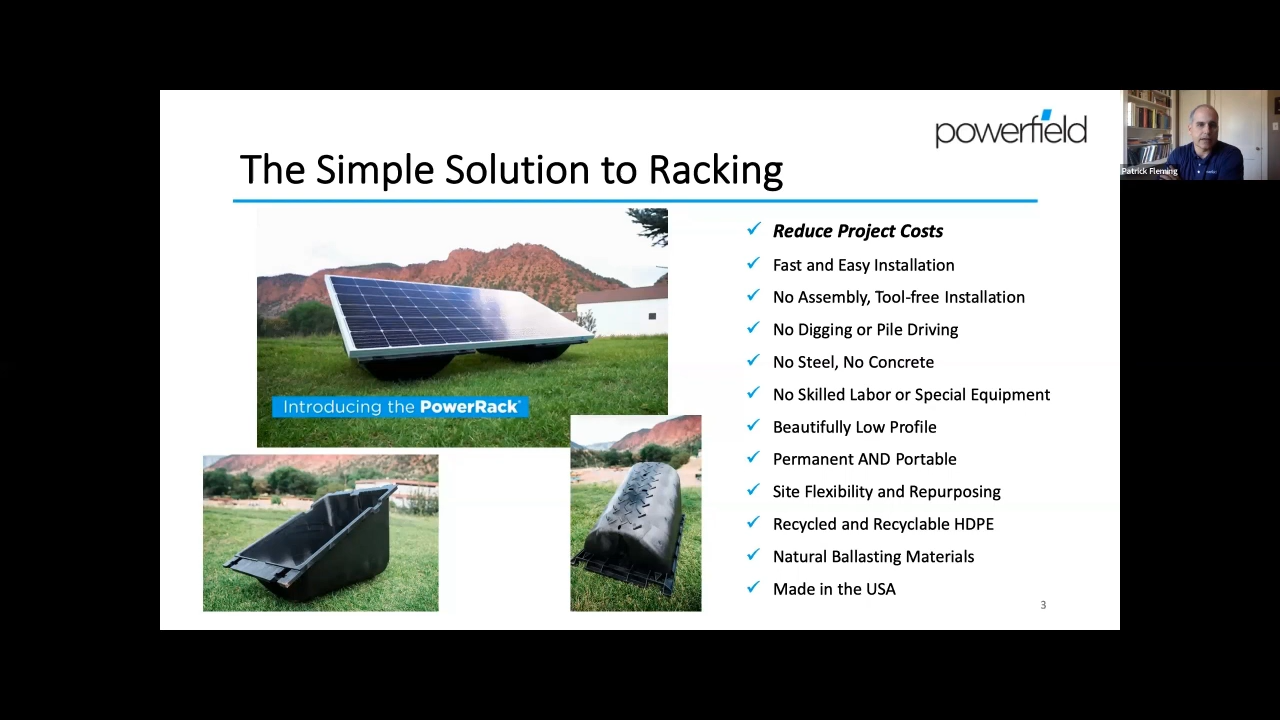 powerfield
Patrick Fleming
The Simple Solution to Racking
Introducing the PowerRack®
Reduce Project Costs
Fast and Easy Installation
No Assembly, Tool-free Installation
No Digging or Pile Driving
No Steel, No Concrete
No Skilled Labor or Special Equipment
Beautifully Low Profile
Permanent AND Portable
Site Flexibility and Repurposing
Recycled and Recyclable HDPE
Natural Ballasting Materials
Made in the USA
3